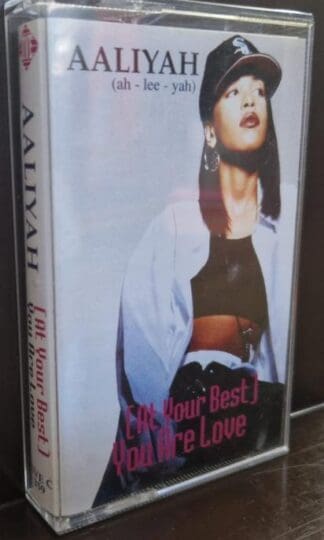 AALIYAH
(ah - lee - yah)
(At Your Best)
You Are Love
AALIYAH
(At Your Best)
You Are Love